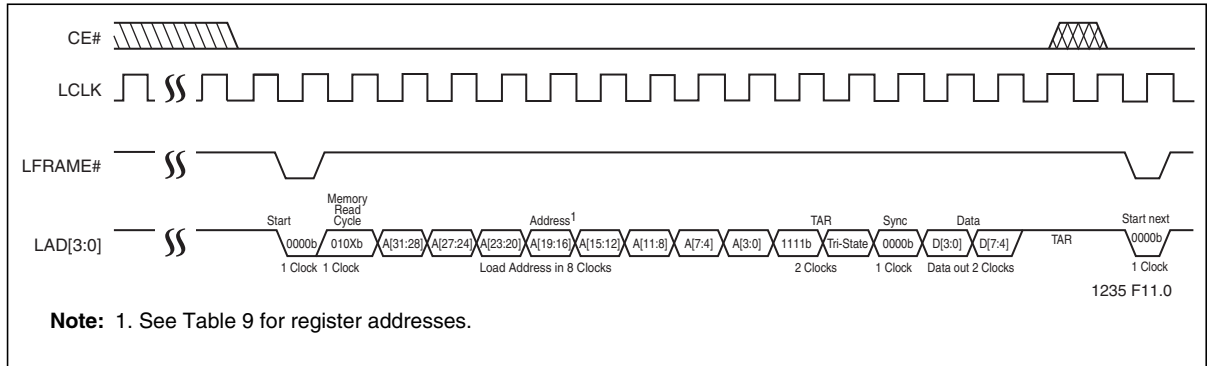 CE#
LCLK
LFRAME#
Memory
Read
Start Cycle Address1 TAR Sync Data Start next
LAD[3:0] 0000b 010Xb A[31:28] A[27:24] A[23:20] A[19:16] A[15:12] A[11:8] A[7:4] A[3:0] 1111b Tri-State 0000b D[3:0] D[7:4] TAR 0000b
1 Clock 1 Clock Load Address in 8 Clocks 2 Clocks 1 Clock Data out 2 Clocks 1 Clock
1235 F11.0
Note: 1. See Table 9 for register addresses.